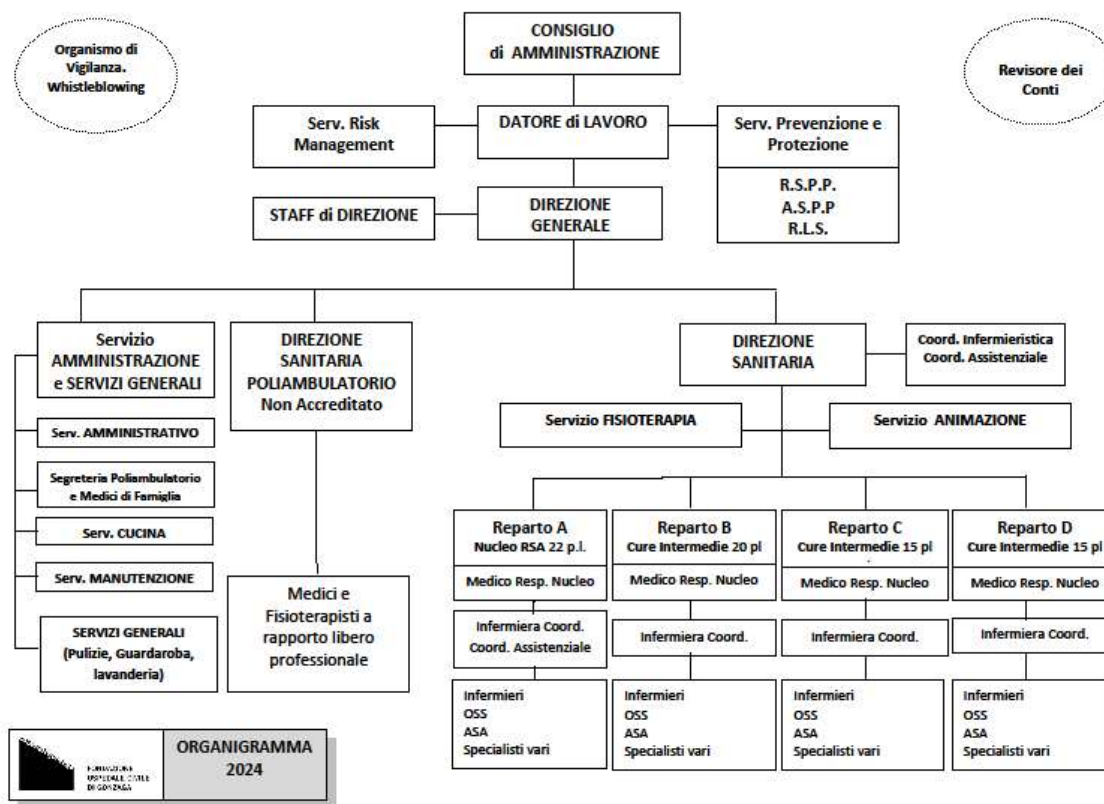 Organismo di
Vigilanza.
Whistleblowing
CONSIGLIO
di AMMINISTRAZIONE
Revisore dei
Conti
Serv. Risk
Management
DATORE di LAVORO
Serv. Prevenzione e
Protezione
R.S.P.P.
A.S.P.P
R.L.S.
STAFF di DIREZIONE
DIREZIONE
GENERALE
Servizio
AMMINISTRAZIONE
e SERVIZI GENERALI
Serv. AMMINISTRATIVO
Segreteria Poliambulatorio
e Medici di Famiglia
Serv. CUCINA
Serv. MANUTENZIONE
SERVIZI GENERALI
(Pulizie, Guardaroba,
lavanderia)
DIREZIONE
SANITARIA
POLIAMBULATORIO
Non Accreditato
Medici e
Fisioterapisti a
rapporto libero
professionale
DIREZIONE
SANITARIA
Coord. Infermieristica
Coord. Assistenziale
Servizio FISIOTERAPIA
Servizio ANIMAZIONE
Reparto A
Nucleo RSA 22 p.l.
Medico Resp. Nucleo
Infermiera Coord.
Coord. Assistenziale
Infermieri
OSS
ASA
Specialisti vari
Reparto B
Cure Intermedie 20 pl
Medico Resp. Nucleo
Infermiera Coord.
Infermieri
OSS
ASA
Specialisti vari
Reparto C
Cure Intermedie 15 pl
Medico Resp. Nucleo
Infermiera Coord.
Infermieri
OSS
ASA
Specialisti vari
Reparto D
Cure Intermedie 15 pl
Medico Resp. Nucleo
Infermiera Coord.
Infermieri
OSS
ASA
Specialisti vari
FONDAZIONE
OSPEDALE CIVILE
DI GONZAGA
ORGANIGRAMMA
2024